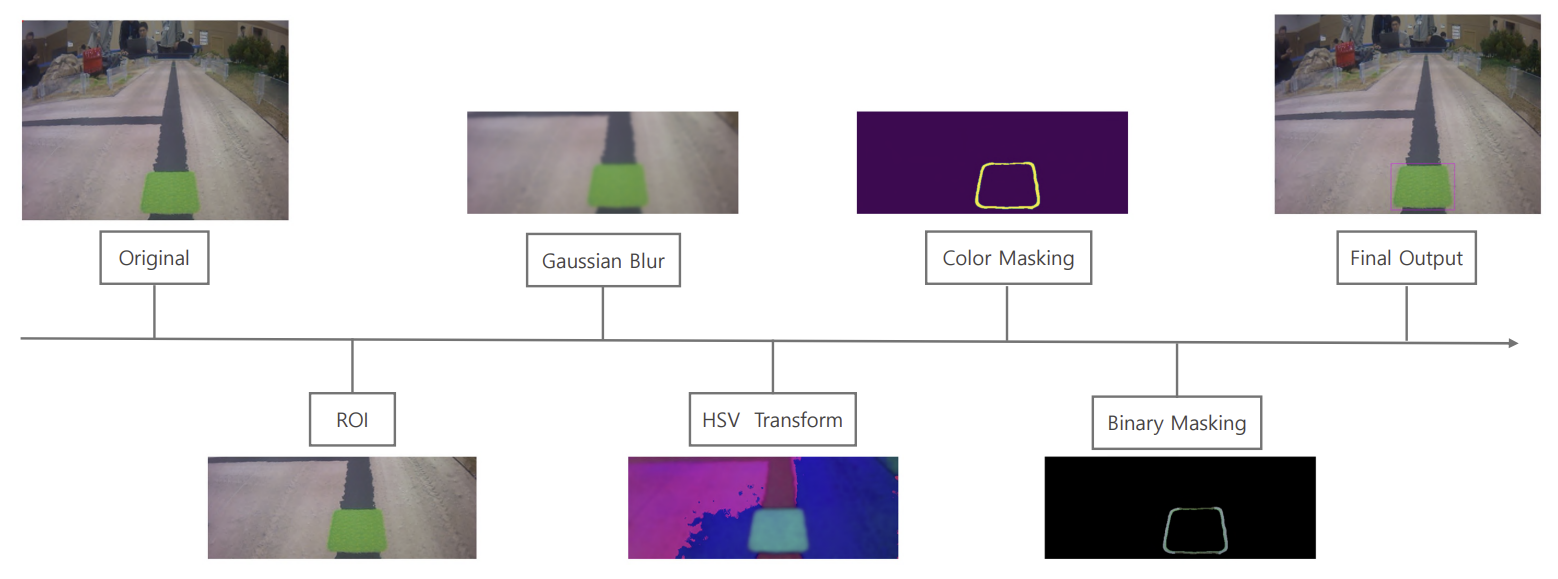 Original
Gaussian Blur
Color Masking
Final Output
ROI
HSV Transform
Binary Masking